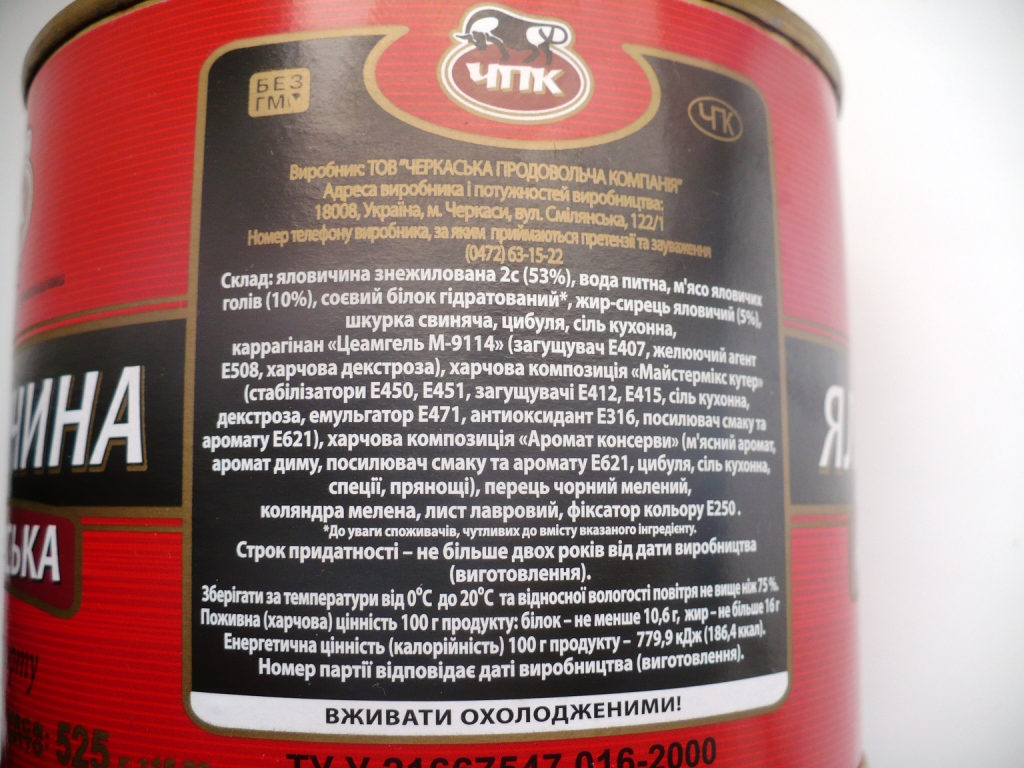 ЧПК
БЕЗ
ГМО
ЧПК
Виробник: ТОВ "ЧЕРКАСЬКА ПРОДОВОЛЬЧА КОМПАНІЯ"
Адреса виробника і потужностей виробництва:
18008, Україна, м. Черкаси, вул. Смілянська, 122/1
Номер телефону виробника, за яким приймаються претензії та зауваження
(0472) 63-15-22
Склад: яловичина знежилована 2с (53%), вода питна, м'ясо яловичих
голів (10%), соєвий білок гідратований*, жир-сирець яловичий (5%),
шкурка свиняча, цибуля, сіль кухонна,
каррагінан «Цеамгель М-9114» (загущувач Е407, желюючий агент
Е508, харчова декстроза), харчова композиція «Майстермікс кутер»
(стабілізатори Е450, Е451, загущувачі Е412, Е415, сіль кухонна,
декстроза, емульгатор Е471, антиоксидант Е316, посилювач смаку та
аромату Е621), харчова композиція «Аромат консерви» (м'ясний аромат,
аромат диму, посилювач смаку та аромату Е621, цибуля, сіль кухонна,
спеції, прянощі), перець чорний мелений,
коляндра мелена, лист лавровий, фіксатор кольору Е250.
*До уваги споживачів, чутливих до вмісту вказаного інгредієнту.
Строк придатності – не більше двох років від дати виробництва
(виготовлення).
Зберігати за температури від 0°С до 20°С та відносної вологості повітря не вище ніж 75 %.
Поживна (харчова) цінність 100 г продукту: білок – не менше 10,6 г, жир – не більше 16 г
Енергетична цінність (калорійність) 100 г продукту – 779,9 кДж (186,4 ккал).
Номер партії відповідає даті виробництва (виготовлення).
ВЖИВАТИ ОХОЛОДЖЕНИМИ!
ТУ У 21667547.016-2000
ЧИНА
СЬКА
525
ЯЛ